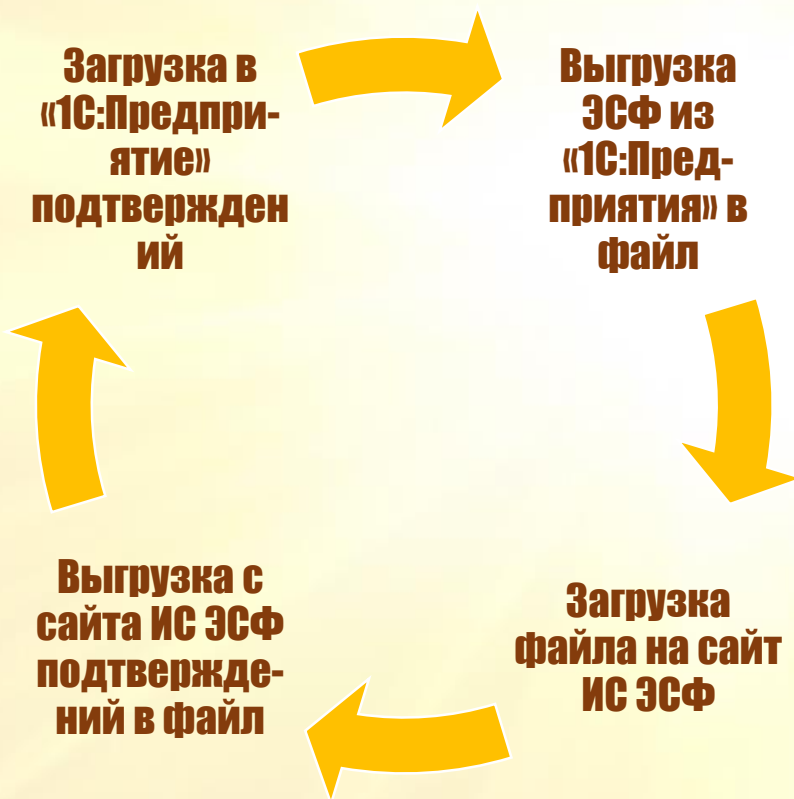 Загрузка в
«1С:Предпри-
ятие»
подтвержден
ий
Выгрузка
ЭСФ из
«1С:Пред-
приятия» в
файл
Загрузка
файла на сайт
ИС ЭСФ
Выгрузка с
сайта ИС ЭСФ
подтвержде-
ний в файл